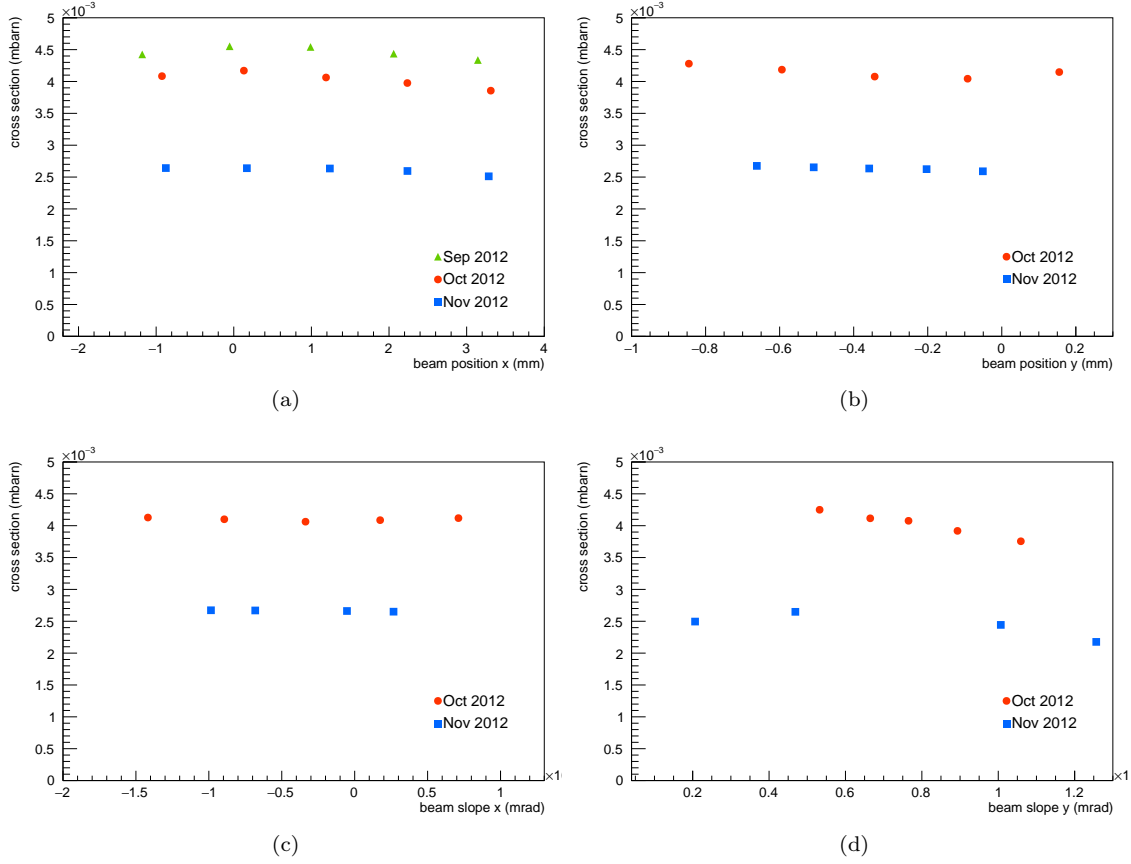 ×10⁻³
cross section (mbarn)
5
4.5
4
3.5
3
2.5
2
1.5
1
0.5
0
Sep 2012
Oct 2012
Nov 2012
−2 −1 0 1 2 3 4
beam position x (mm)
(a)
×10⁻³
cross section (mbarn)
5
4.5
4
3.5
3
2.5
2
1.5
1
0.5
0
Oct 2012
Nov 2012
−1 −0.8 −0.6 −0.4 −0.2 0 0.2
beam position y (mm)
(b)
×10⁻³
cross section (mbarn)
5
4.5
4
3.5
3
2.5
2
1.5
1
0.5
0
Oct 2012
Nov 2012
−2 −1.5 −1 −0.5 0 0.5 1
×1
beam slope x (mrad)
(c)
×10⁻³
cross section (mbarn)
5
4.5
4
3.5
3
2.5
2
1.5
1
0.5
0
Oct 2012
Nov 2012
0.2 0.4 0.6 0.8 1 1.2
×1
beam slope y (mrad)
(d)